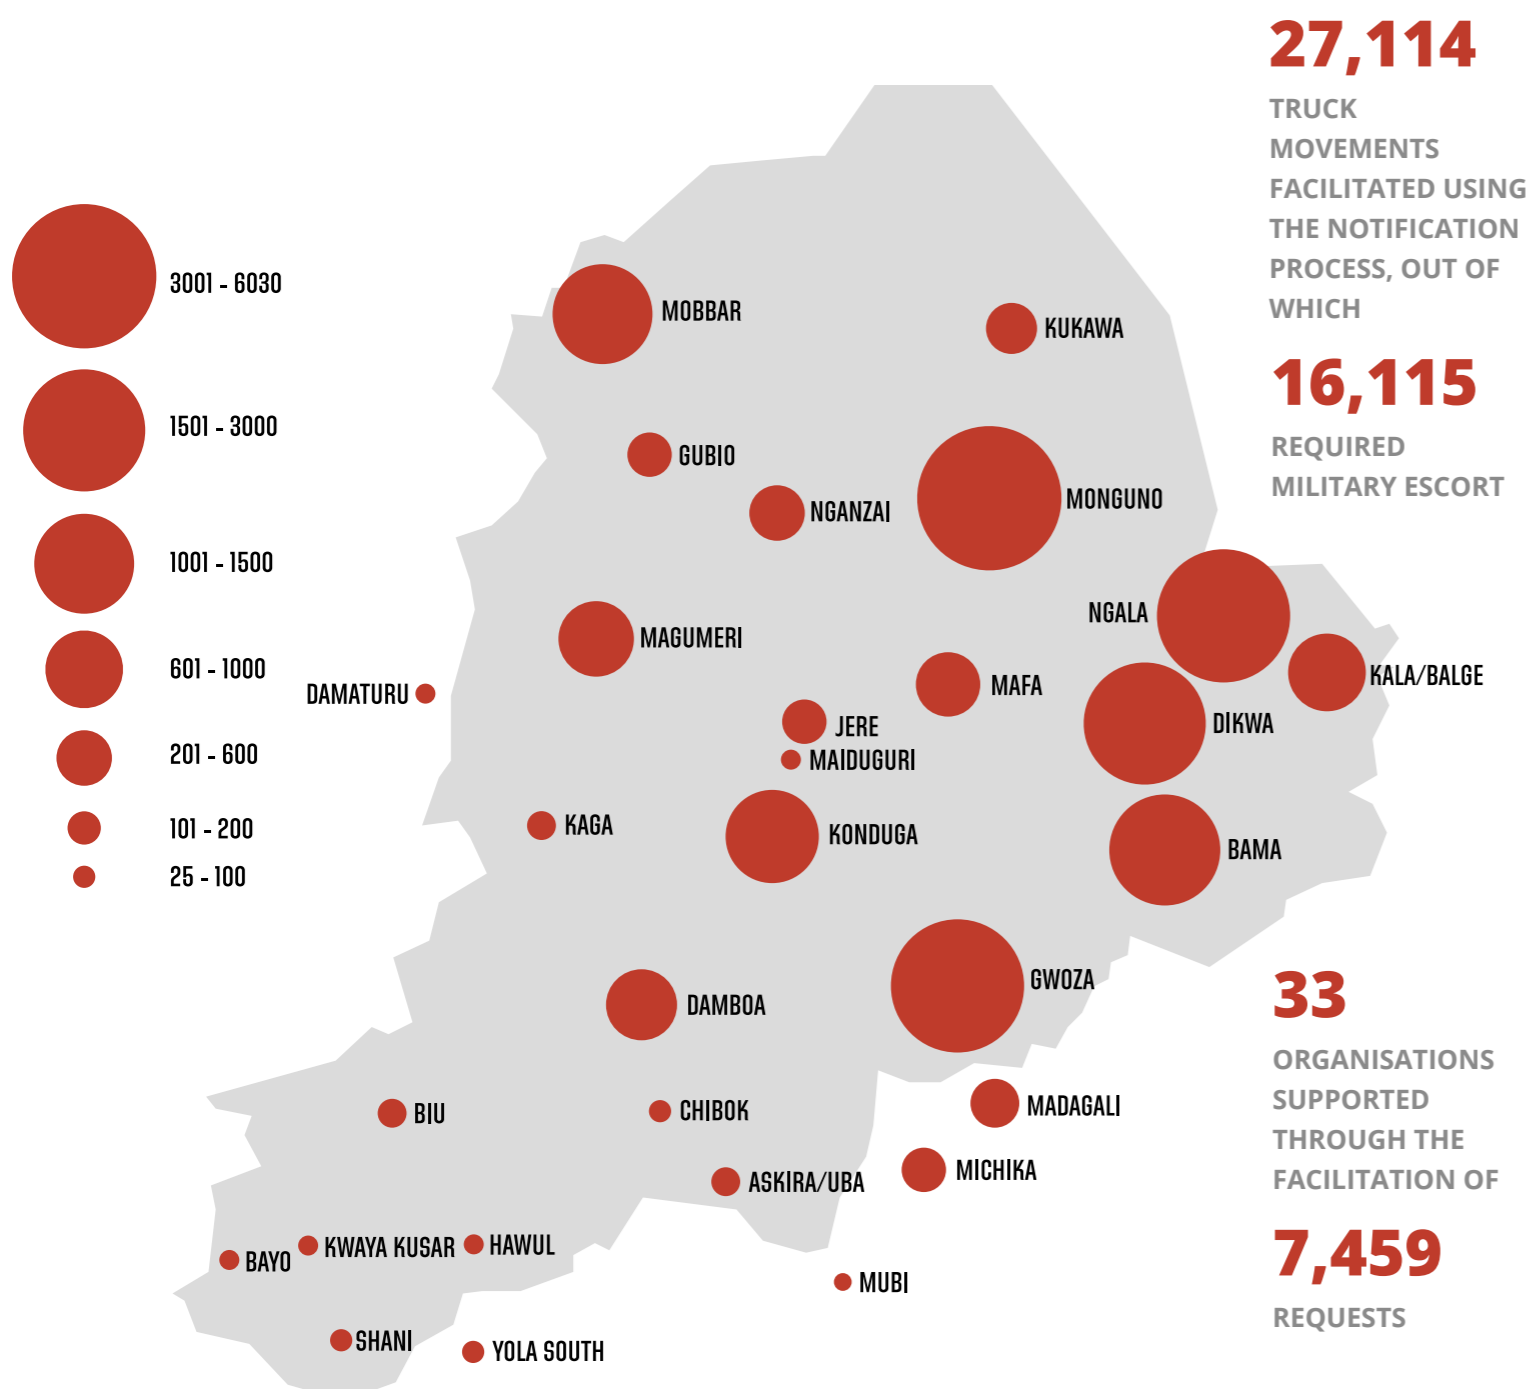 27,114
TRUCK
MOVEMENTS
FACILITATED USING
THE NOTIFICATION
PROCESS, OUT OF
WHICH
16,115
REQUIRED
MILITARY ESCORT
3001 - 6030
1501 - 3000
1001 - 1500
601 - 1000
201 - 600
101 - 200
25 - 100
MOBBAR
KUKAWA
GUBIO
NGANZAI
MONGUNO
NGALA
MAGUMERI
KALA/BALGE
DAMATURU
MAFA
DIKWA
JERE
MAIDUGURI
KAGA
KONDUGA
BAMA
GWOZA
DAMBOA
MADAGALI
BIU
CHIBOK
MICHIKA
ASKIRA/UBA
KWAYA KUSAR
HAWUL
BAYO
MUBI
SHANI
YOLA SOUTH
33
ORGANISATIONS
SUPPORTED
THROUGH THE
FACILITATION OF
7,459
REQUESTS